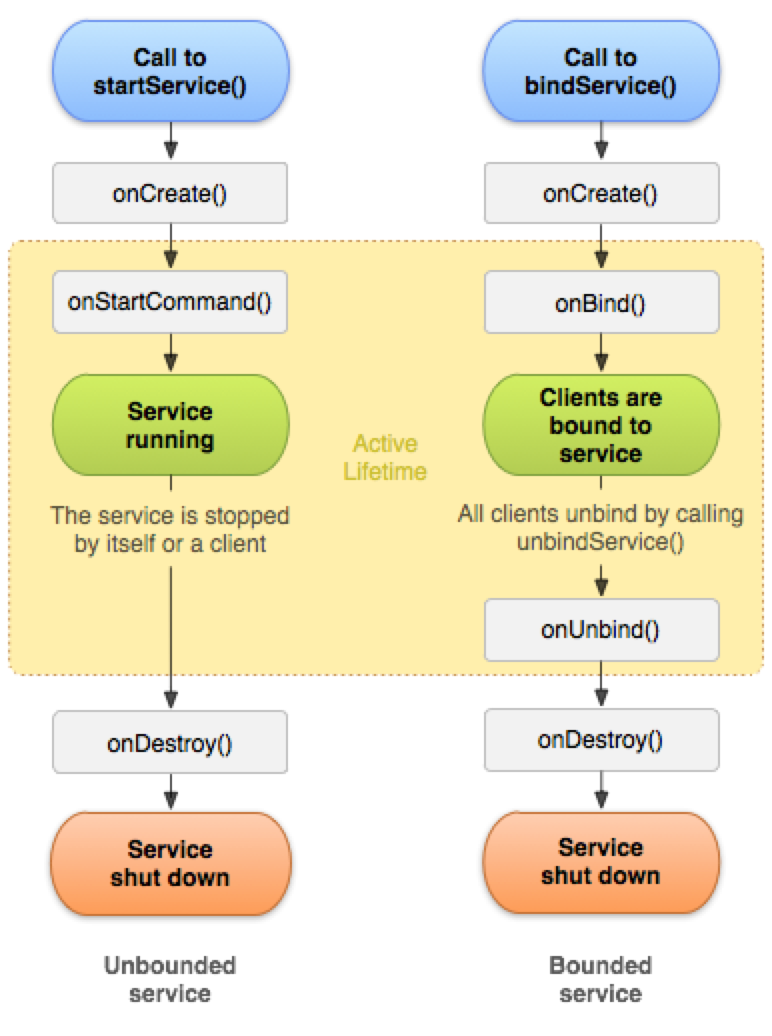 Call to
startService()
onCreate()
onStartCommand()
Service
running
The service is stopped
by itself or a client
onDestroy()
Service
shut down
Unbounded
service
Active
Lifetime
Call to
bindService()
onCreate()
onBind()
Clients are
bound to
service
All clients unbind by calling
unbindService()
onUnbind()
onDestroy()
Service
shut down
Bounded
service